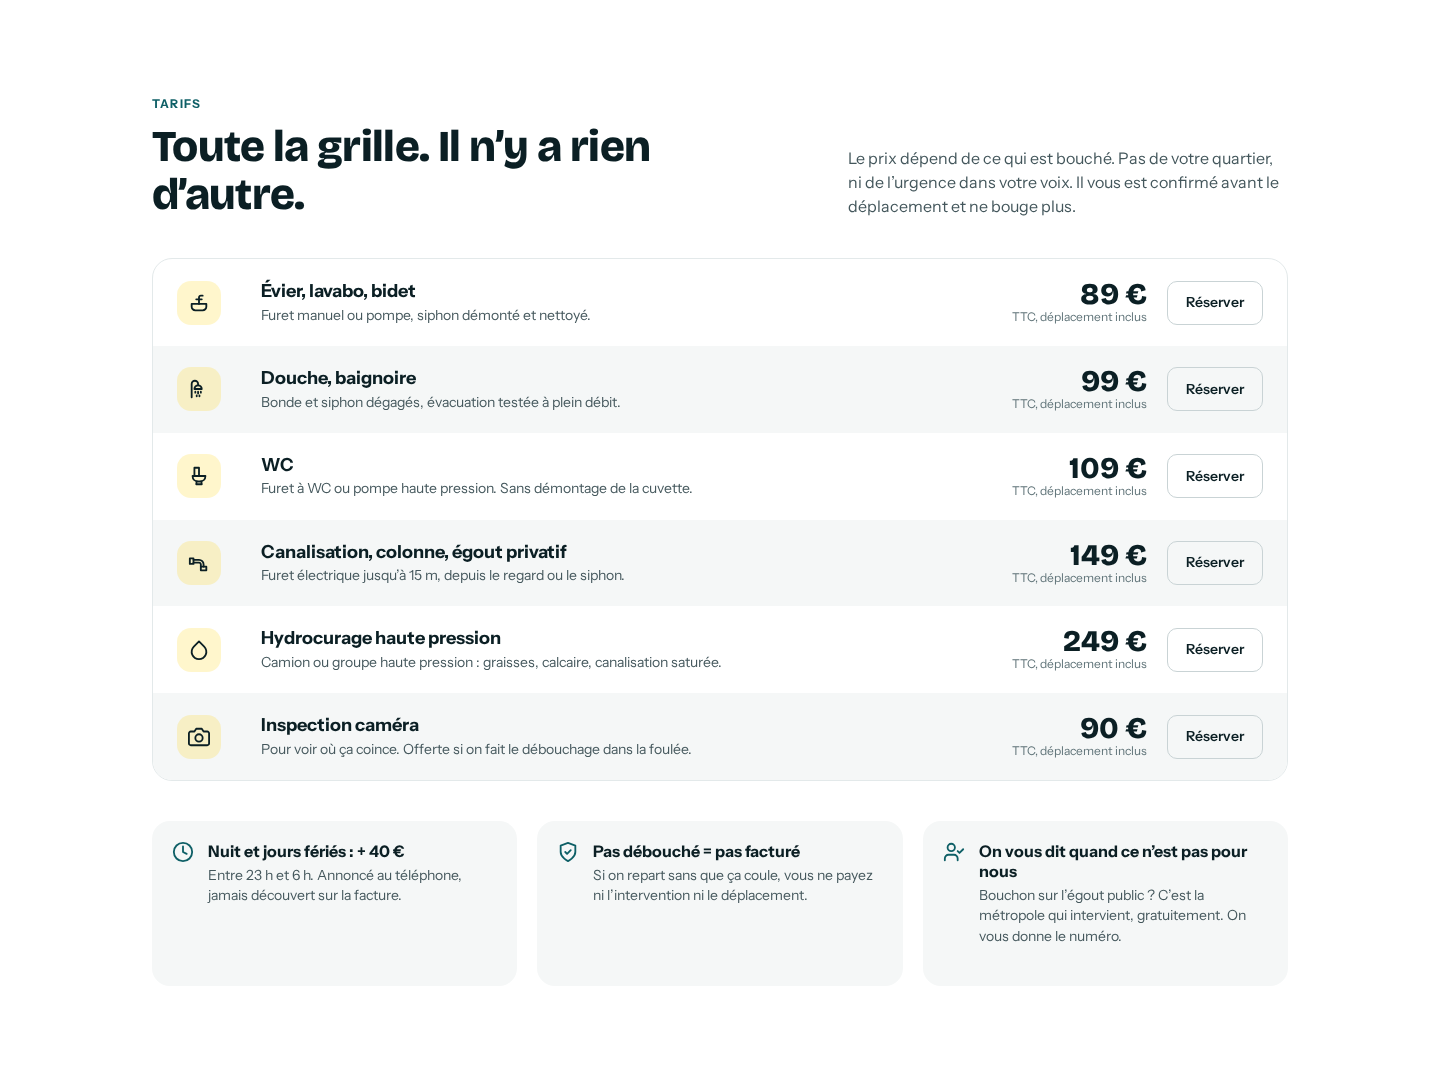 TARIFS
Toute la grille. Il n’y a rien
d’autre.
Le prix dépend de ce qui est bouché. Pas de votre quartier,
ni de l’urgence dans votre voix. Il vous est confirmé avant le
déplacement et ne bouge plus.
Évier, lavabo, bidet
Furet manuel ou pompe, siphon démonté et nettoyé.
89 €
TTC, déplacement inclus
Réserver
Douche, baignoire
Bonde et siphon dégagés, évacuation testée à plein débit.
99 €
TTC, déplacement inclus
Réserver
WC
Furet à WC ou pompe haute pression. Sans démontage de la cuvette.
109 €
TTC, déplacement inclus
Réserver
Canalisation, colonne, égout privatif
Furet électrique jusqu’à 15 m, depuis le regard ou le siphon.
149 €
TTC, déplacement inclus
Réserver
Hydrocurage haute pression
Camion ou groupe haute pression : graisses, calcaire, canalisation saturée.
249 €
TTC, déplacement inclus
Réserver
Inspection caméra
Pour voir où ça coince. Offerte si on fait le débouchage dans la foulée.
90 €
TTC, déplacement inclus
Réserver
Nuit et jours fériés : + 40 €
Entre 23 h et 6 h. Annoncé au téléphone,
jamais découvert sur la facture.
Pas débouché = pas facturé
Si on repart sans que ça coule, vous ne payez
ni l’intervention ni le déplacement.
On vous dit quand ce n’est pas pour
nous
Bouchon sur l’égout public ? C’est la
métropole qui intervient, gratuitement. On
vous donne le numéro.